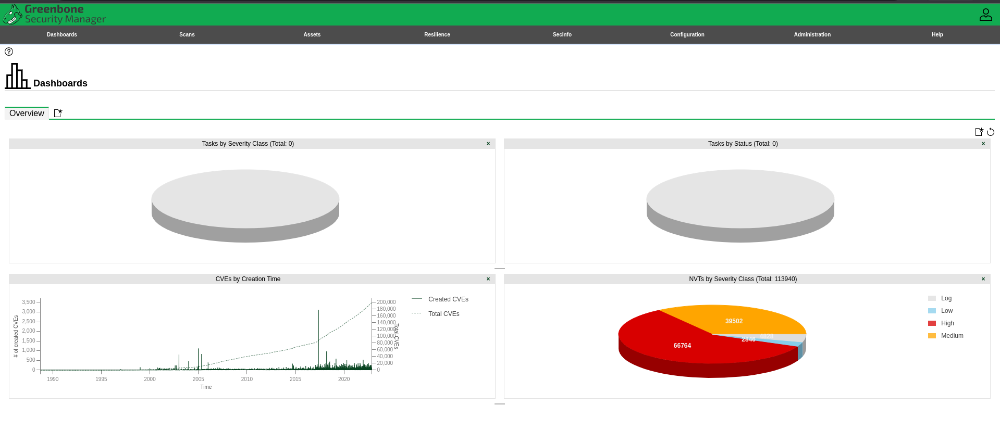 Greenbone
Security Manager
Dashboards Scans Assets Resilience SecInfo Configuration Administration Help
Dashboards
Overview
Tasks by Severity Class (Total: 0) ×
Tasks by Status (Total: 0) ×
CVEs by Creation Time ×
# of created CVEs
3,500
3,000
2,500
2,000
1,500
1,000
500
0
1990 1995 2000 2005 2010 2015 2020
Time
200,000
180,000
160,000
140,000
120,000
100,000
80,000
60,000
40,000
20,000
0
Total CVEs
Created CVEs
Total CVEs
NVTs by Severity Class (Total: 113940) ×
39502
4828
2846
66764
Log
Low
High
Medium